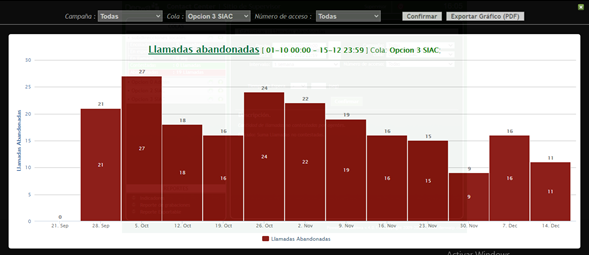 Campaña : Todas Cola : Opcion 3 SIAC Número de acceso : Todas Confirmar Exportar Gráfico (PDF)
Llamadas abandonadas [ 01-10 00:00 - 15-12 23:59 ] Cola: Opcion 3 SIAC;
Llamadas Abandonadas
30
25
20
15
10
5
0
0 21 27 18 16 24 22 19 16 15 9 16 11
21 27 18 16 24 22 19 16 15 9 16 11
21. Sep 28. Sep 5. Oct 12. Oct 19. Oct 26. Oct 2. Nov 9. Nov 16. Nov 23. Nov 30. Nov 7. Dec 14. Dec
Llamadas Abandonadas
Activar Windows